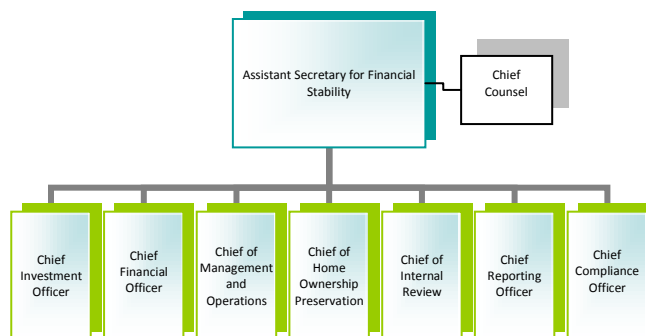 Assistant Secretary for Financial
Stability
Chief
Counsel
Chief
Investment
Officer
Chief
Financial
Officer
Chief of
Management
and
Operations
Chief of
Home
Ownership
Preservation
Chief of
Internal
Review
Chief
Reporting
Officer
Chief
Compliance
Officer